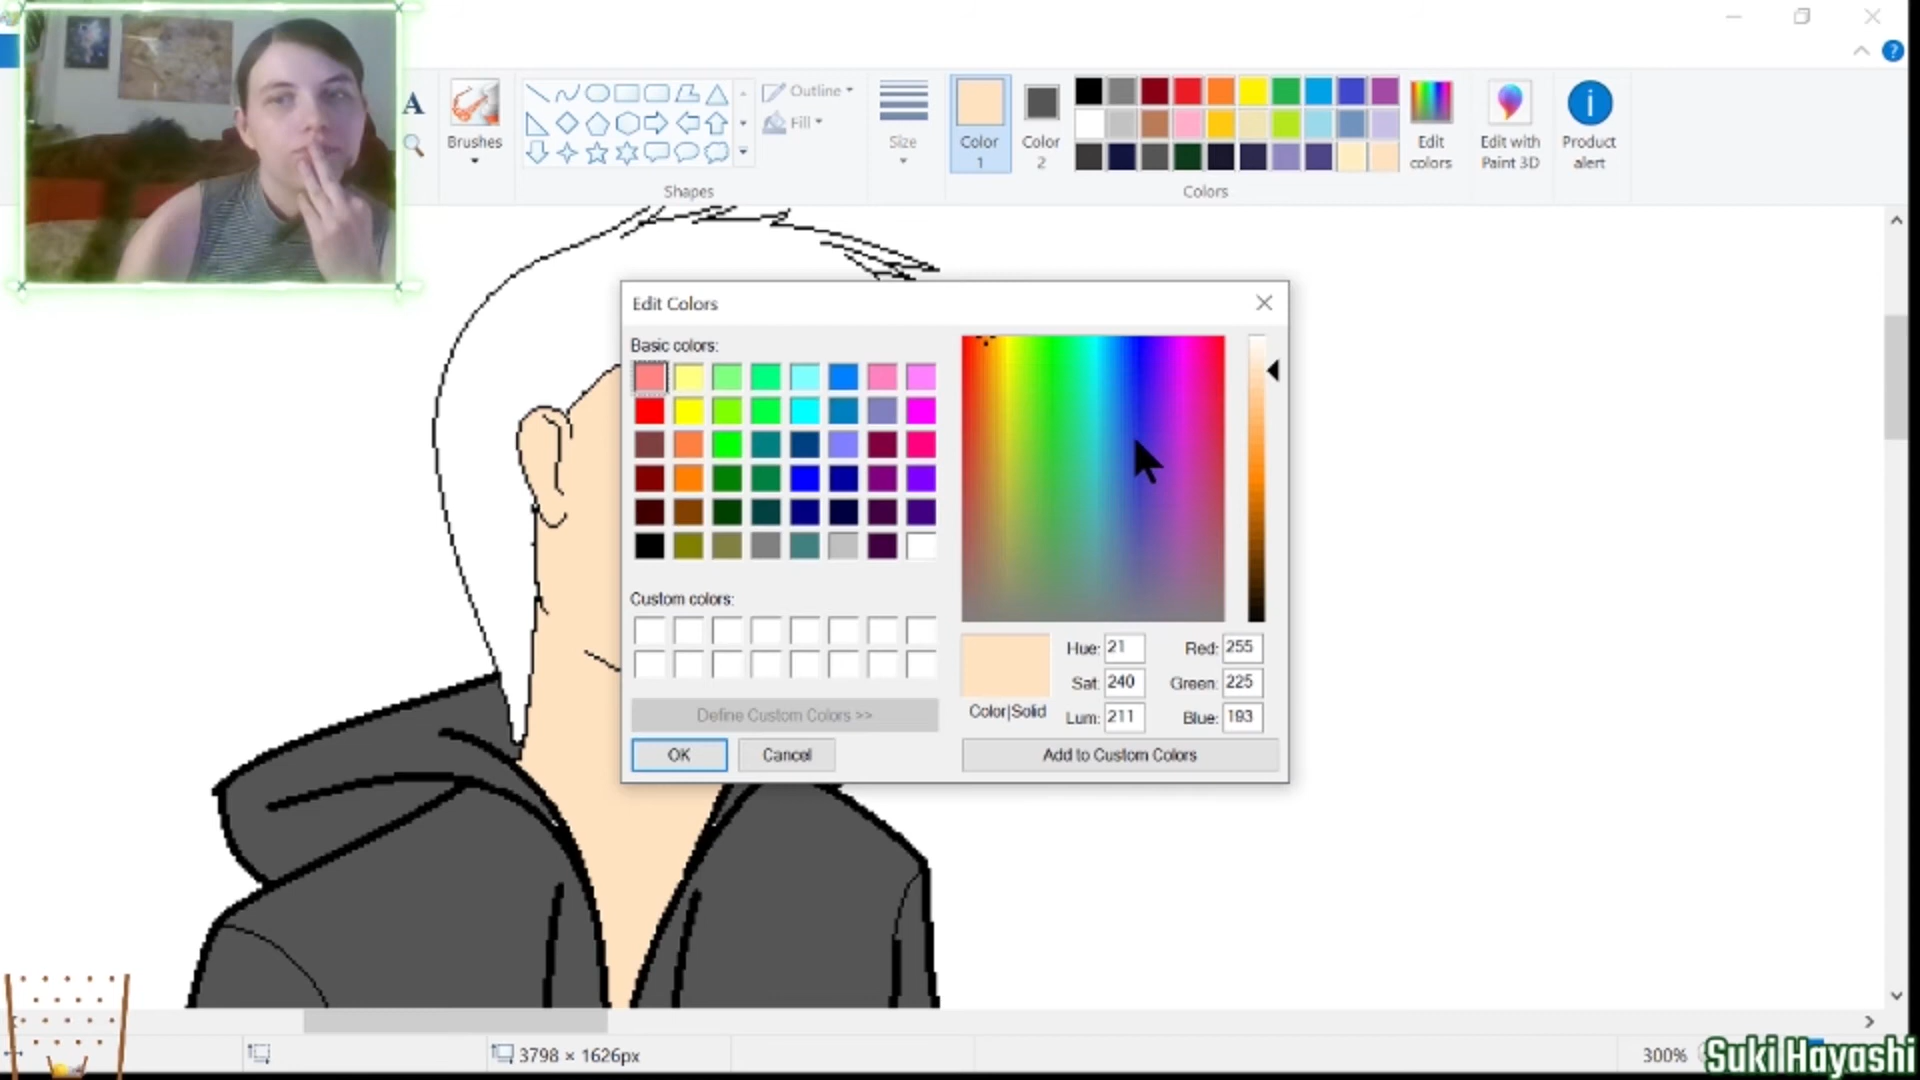 A
Brushes
Shapes
Outline
Fill
Size
Color
1
Color
2
Colors
Edit
colors
Edit with
Paint 3D
i
Product
alert
?
Edit Colors
Basic colors:
Custom colors:
Define Custom Colors >>
OK
Cancel
Color|Solid
Hue: 21
Sat: 240
Lum: 211
Red: 255
Green: 225
Blue: 193
Add to Custom Colors
3798 × 1626px
300%
Suki Hayashi